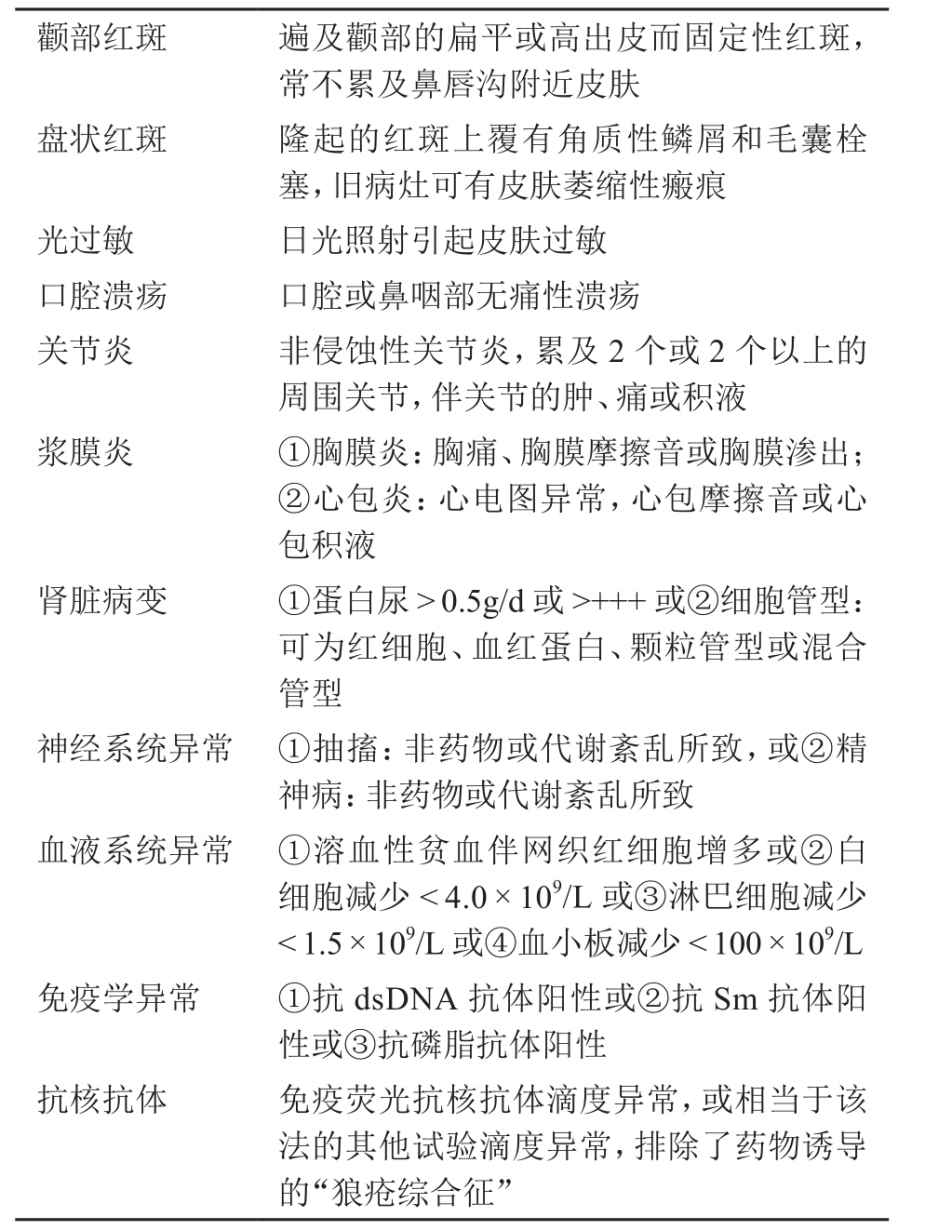 颧部红斑 遍及颧部的扁平或高出皮而固定性红斑，
常不累及鼻唇沟附近皮肤
盘状红斑 隆起的红斑上覆有角质性鳞屑和毛囊栓
塞，旧病灶可有皮肤萎缩性瘢痕
光过敏 日光照射引起皮肤过敏
口腔溃疡 口腔或鼻咽部无痛性溃疡
关节炎 非侵蚀性关节炎，累及 2 个或 2 个以上的
周围关节，伴关节的肿、痛或积液
浆膜炎 ①胸膜炎：胸痛、胸膜摩擦音或胸膜渗出；
②心包炎：心电图异常，心包摩擦音或心
包积液
肾脏病变 ①蛋白尿 > 0.5g/d 或 >+++ 或②细胞管型：
可为红细胞、血红蛋白、颗粒管型或混合
管型
神经系统异常 ①抽搐：非药物或代谢紊乱所致，或②精
神病：非药物或代谢紊乱所致
血液系统异常 ①溶血性贫血伴网织红细胞增多或②白
细胞减少 < 4.0 × 10⁹/L 或③淋巴细胞减少
< 1.5 × 10⁹/L 或④血小板减少 < 100 × 10⁹/L
免疫学异常 ①抗 dsDNA 抗体阳性或②抗 Sm 抗体阳
性或③抗磷脂抗体阳性
抗核抗体 免疫荧光抗核抗体滴度异常，或相当于该
法的其他试验滴度异常，排除了药物诱导
的“狼疮综合征”